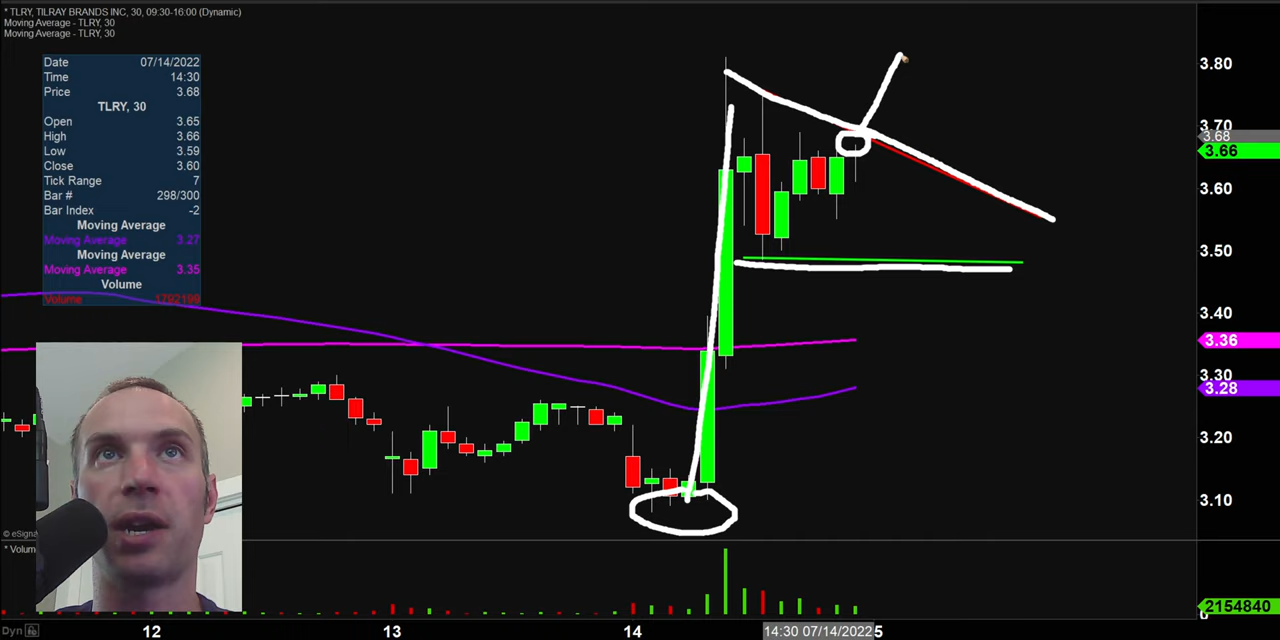 * TLRY, TILRAY BRANDS INC, 30, 09:30-16:00 (Dynamic)
Moving Average - TLRY, 30
Moving Average - TLRY, 30
Date 07/14/2022
Time 14:30
Price 3.68
TLRY, 30
Open 3.65
High 3.66
Low 3.59
Close 3.60
Tick Range 7
Bar # 298/300
Bar Index -2
Moving Average
Moving Average 3.27
Moving Average
Moving Average 3.35
Volume
Volume 1792199
3.80
3.70
3.68
3.66
3.60
3.50
3.40
3.36
3.30
3.28
3.20
3.10
© eSigna
* Volum
2154840
0
Dyn
12
13
14
14:30 07/14/2022
5